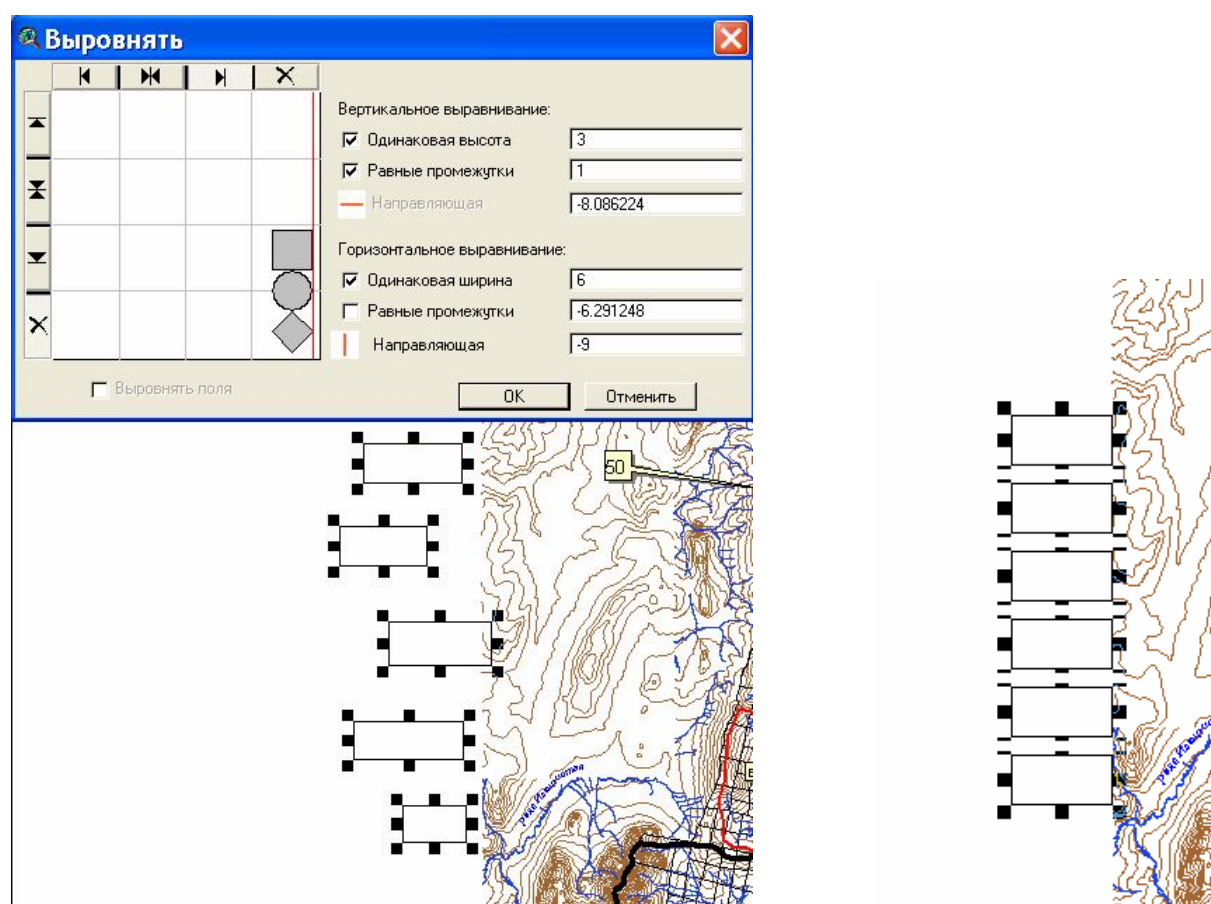 Выровнять
Вертикальное выравнивание:
Одинаковая высота 3
Равные промежутки 1
Направляющая -8.086224
Горизонтальное выравнивание:
Одинаковая ширина 6
Равные промежутки -6.291248
Направляющая -9
Выровнять поля
OK Отменить
50